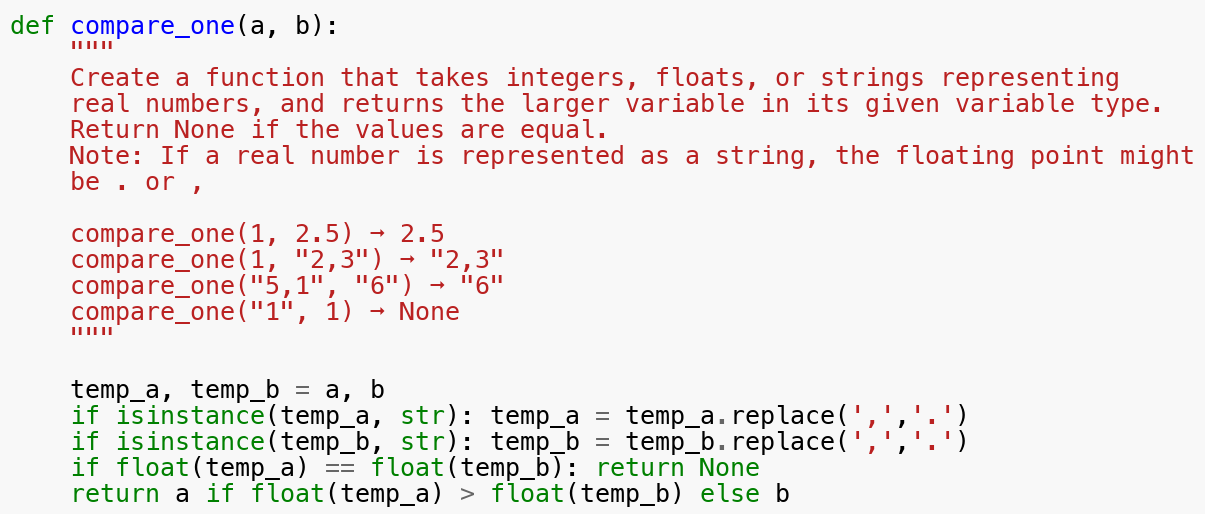 def compare_one(a, b):
    """
    Create a function that takes integers, floats, or strings representing
    real numbers, and returns the larger variable in its given variable type.
    Return None if the values are equal.
    Note: If a real number is represented as a string, the floating point might
    be . or ,

    compare_one(1, 2.5) → 2.5
    compare_one(1, "2,3") → "2,3"
    compare_one("5,1", "6") → "6"
    compare_one("1", 1) → None
    """

    temp_a, temp_b = a, b
    if isinstance(temp_a, str): temp_a = temp_a.replace(',','.')
    if isinstance(temp_b, str): temp_b = temp_b.replace(',','.')
    if float(temp_a) == float(temp_b): return None
    return a if float(temp_a) > float(temp_b) else b